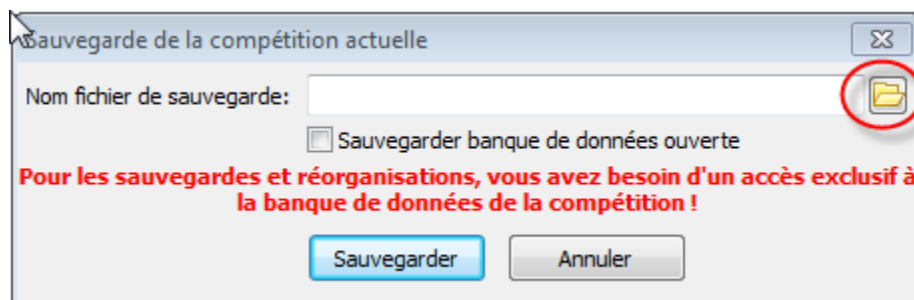 Sauvegarde de la compétition actuelle
Nom fichier de sauvegarde:
Sauvegarder banque de données ouverte
Pour les sauvegardes et réorganisations, vous avez besoin d'un accès exclusif à
la banque de données de la compétition !
Sauvegarder Annuler